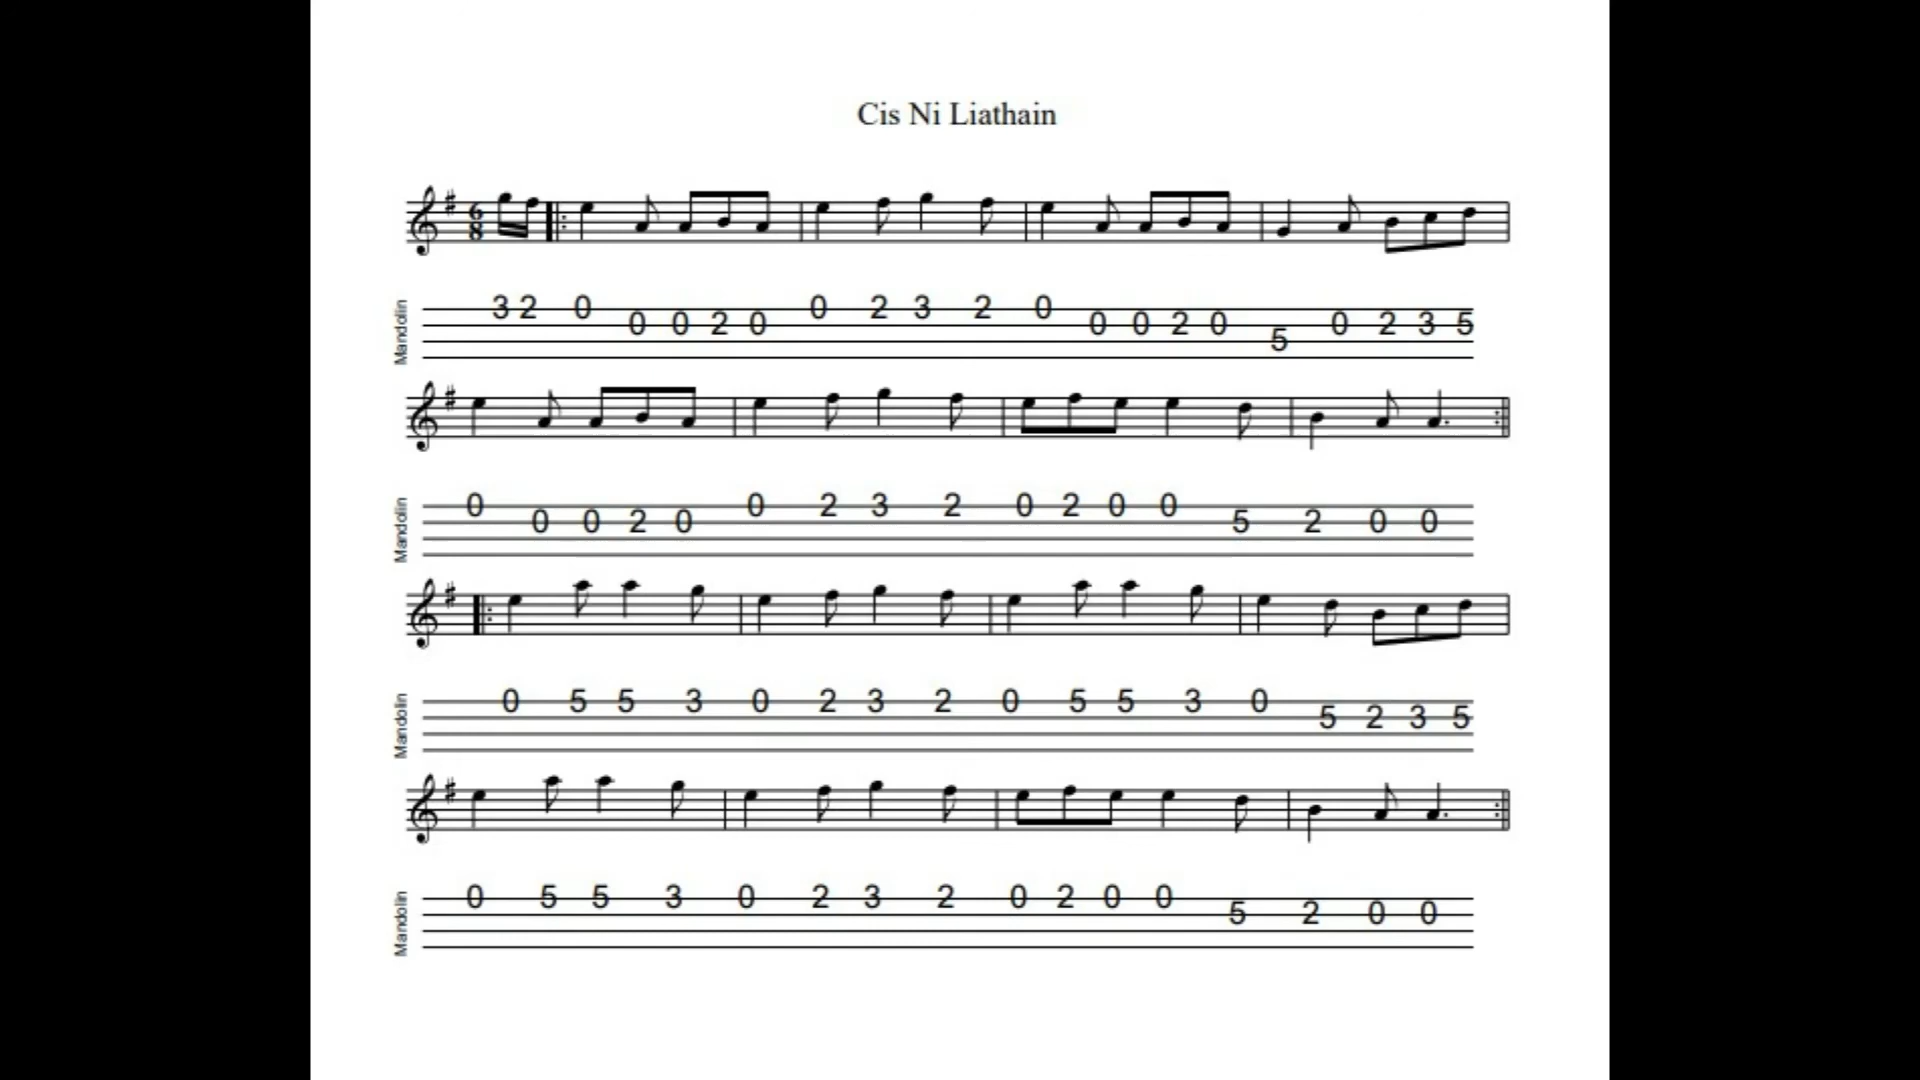 Cis Ni Liathain
6
8
Mandolin
3 2 0 0 0 2 0 0 2 3 2 0 0 0 2 0 5 0 2 3 5
Mandolin
0 0 0 2 0 0 2 3 2 0 2 0 0 5 2 0 0
Mandolin
0 5 5 3 0 2 3 2 0 5 5 3 0 5 2 3 5
Mandolin
0 5 5 3 0 2 3 2 0 2 0 0 5 2 0 0